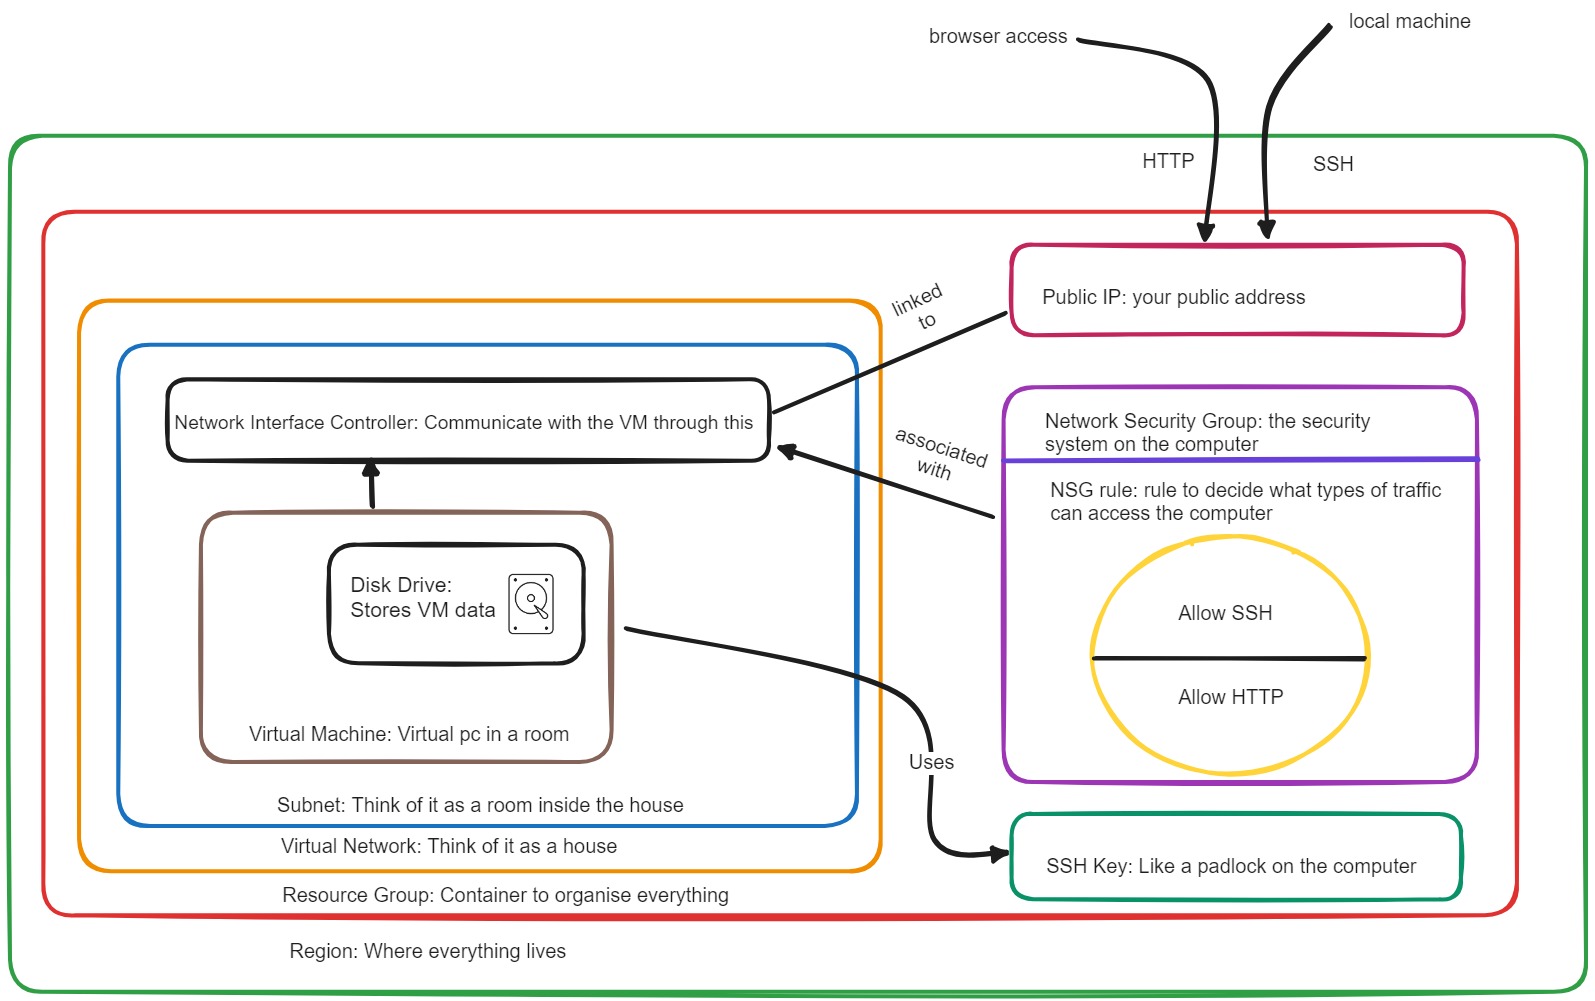 browser access
local machine
HTTP
SSH
linked
to
Public IP: your public address
Network Interface Controller: Communicate with the VM through this
associated
with
Network Security Group: the security
system on the computer
NSG rule: rule to decide what types of traffic
can access the computer
Allow SSH
Allow HTTP
Disk Drive:
Stores VM data
Virtual Machine: Virtual pc in a room
Uses
Subnet: Think of it as a room inside the house
Virtual Network: Think of it as a house
SSH Key: Like a padlock on the computer
Resource Group: Container to organise everything
Region: Where everything lives